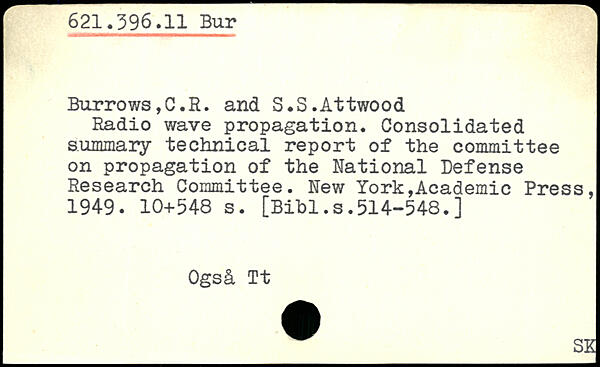 621.396.11 Bur
Burrows,C.R. and S.S.Attwood
Radio wave propagation. Consolidated
summary technical report of the committee
on propagation of the National Defense
Research Committee. New York,Academic Press,
1949. 10+548 s. [Bibl.s.514-548.]
Også Tt
SK